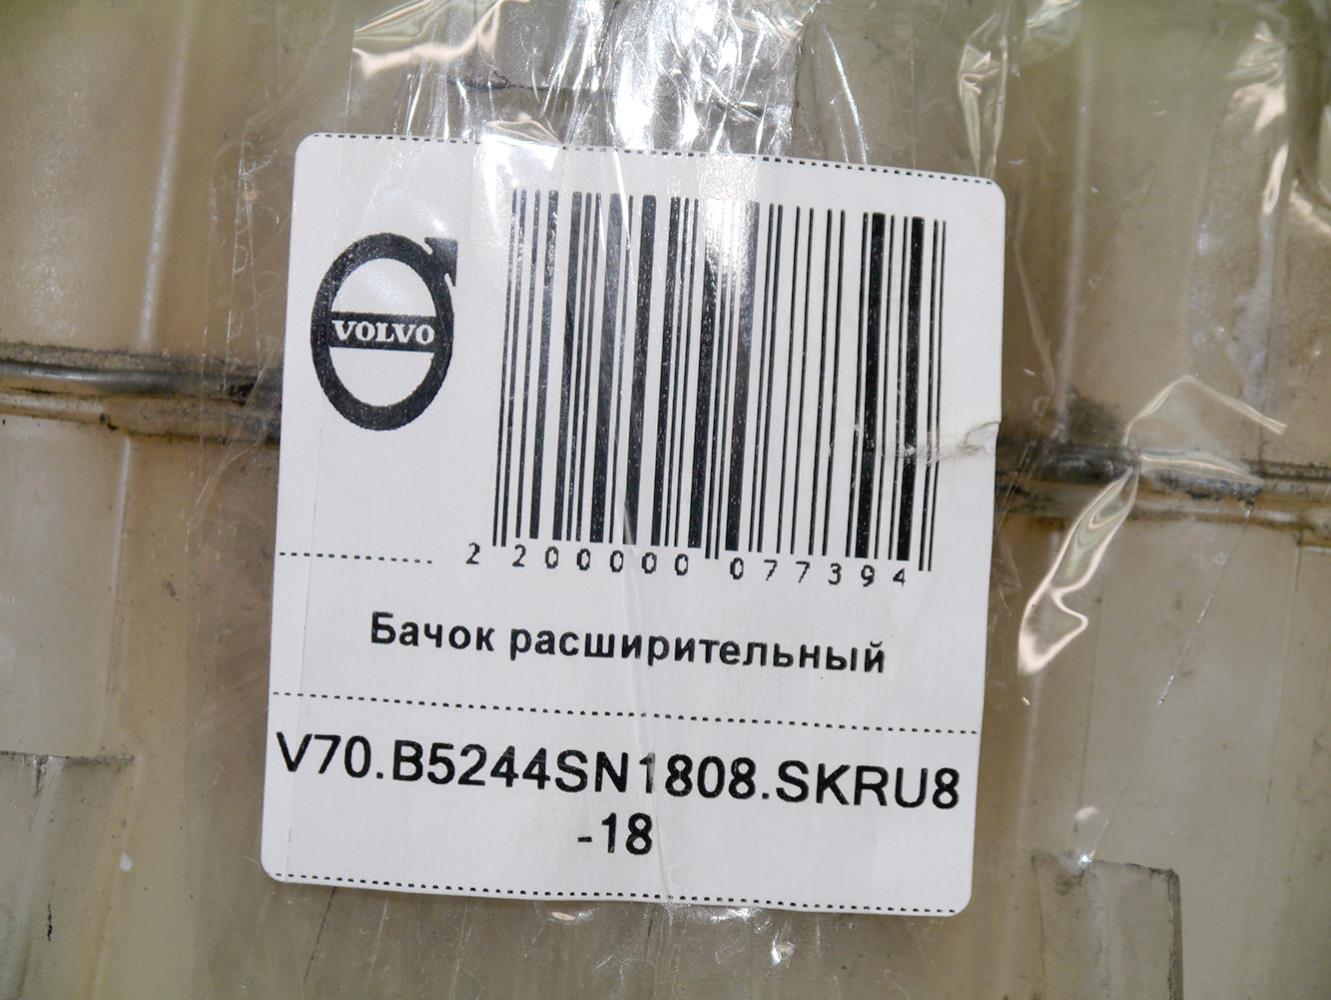 VOLVO
2 200000 077394
Бачок расширительный
V70.B5244SN1808.SKRU8
-18